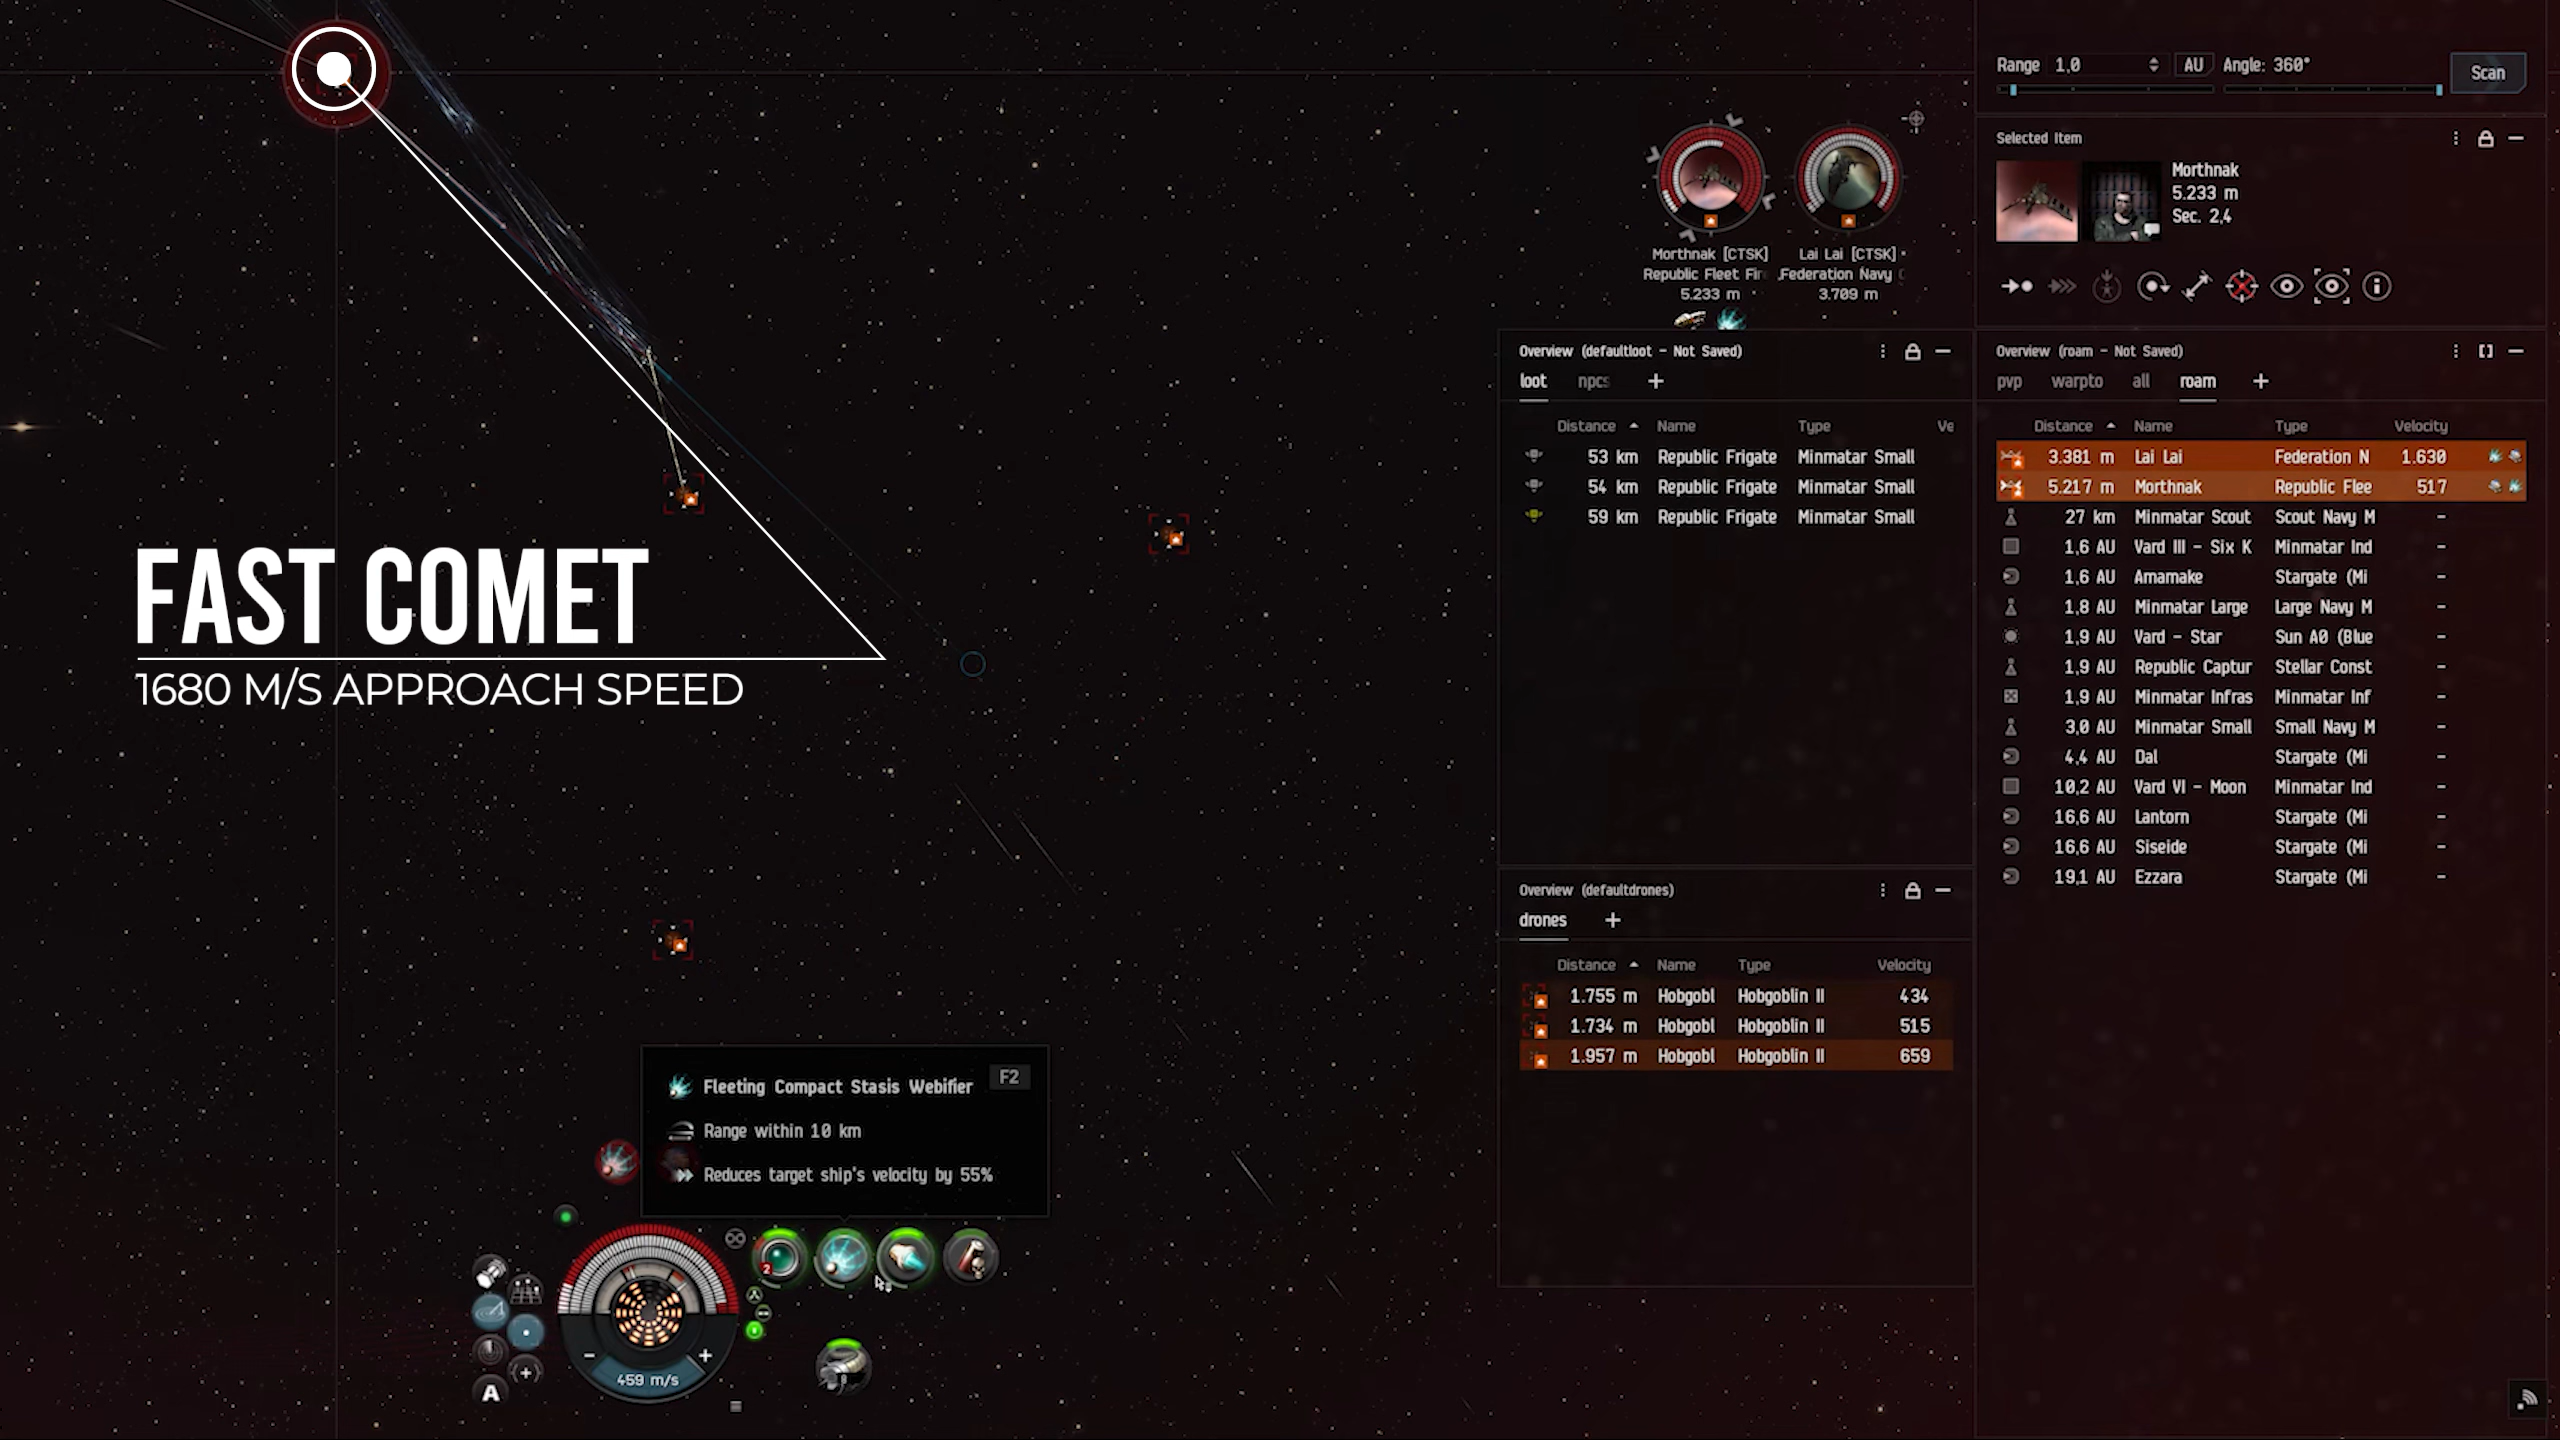 Range 1,0 AU Angle: 360° Scan
Selected Item
Morthnak
5.233 m
Sec. 2,4
Morthnak [CTSK]
Republic Fleet Fir
5.233 m
Lai Lai [CTSK]
Federation Navy
3.709 m
Overview (defaultloot - Not Saved)
loot npcs +
Distance Name Type Ve
53 km Republic Frigate Minmatar Small
54 km Republic Frigate Minmatar Small
59 km Republic Frigate Minmatar Small
Overview (roam - Not Saved)
pvp warpto all roam +
Distance Name Type Velocity
3.381 m Lai Lai Federation N 1.630
5.217 m Morthnak Republic Flee 517
27 km Minmatar Scout Scout Navy M -
1,6 AU Vard III - Six K Minmatar Ind -
1,6 AU Amamake Stargate (Mi -
1,8 AU Minmatar Large Large Navy M -
1,9 AU Vard - Star Sun A0 (Blue -
1,9 AU Republic Captur Stellar Const -
1,9 AU Minmatar Infras Minmatar Inf -
3,0 AU Minmatar Small Small Navy M -
4,4 AU Dal Stargate (Mi -
10,2 AU Vard VI - Moon Minmatar Ind -
16,6 AU Lantorn Stargate (Mi -
16,6 AU Siseide Stargate (Mi -
19,1 AU Ezzara Stargate (Mi -
FAST COMET
1680 M/S APPROACH SPEED
Overview (defaultdrones)
drones +
Distance Name Type Velocity
1.755 m Hobgobl Hobgoblin II 434
1.734 m Hobgobl Hobgoblin II 515
1.957 m Hobgobl Hobgoblin II 659
Fleeting Compact Stasis Webifier F2
Range within 10 km
Reduces target ship's velocity by 55%
2
- +
459 m/s
8
A